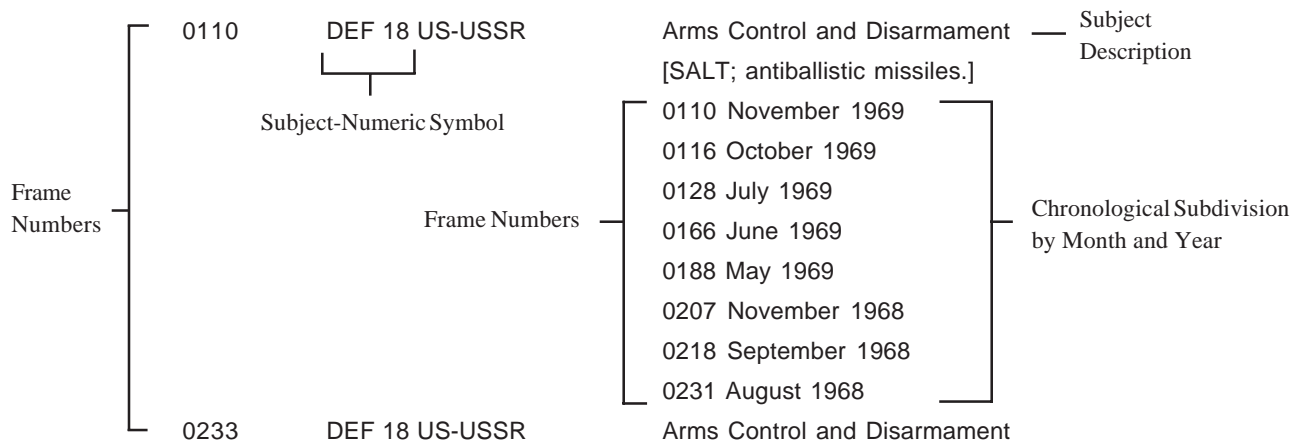 0110 DEF 18 US-USSR Arms Control and Disarmament Subject Description
[SALT; antiballistic missiles.]
Subject-Numeric Symbol
0110 November 1969
0116 October 1969
Frame Numbers
0128 July 1969
Frame Numbers
0166 June 1969
Chronological Subdivision by Month and Year
0188 May 1969
0207 November 1968
0218 September 1968
0231 August 1968
0233 DEF 18 US-USSR Arms Control and Disarmament